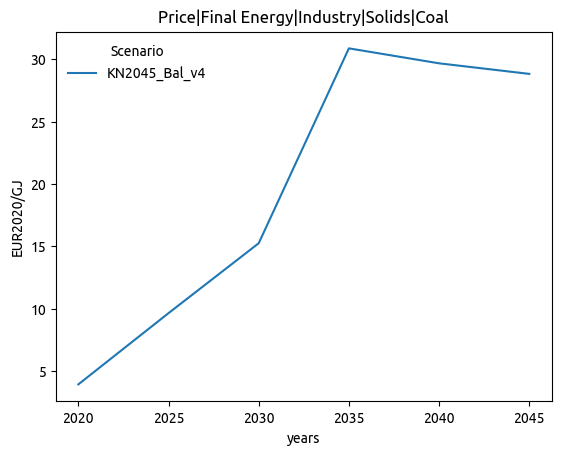 Price|Final Energy|Industry|Solids|Coal
Scenario
KN2045_Bal_v4
EUR2020/GJ
30
25
20
15
10
5
2020 2025 2030 2035 2040 2045
years